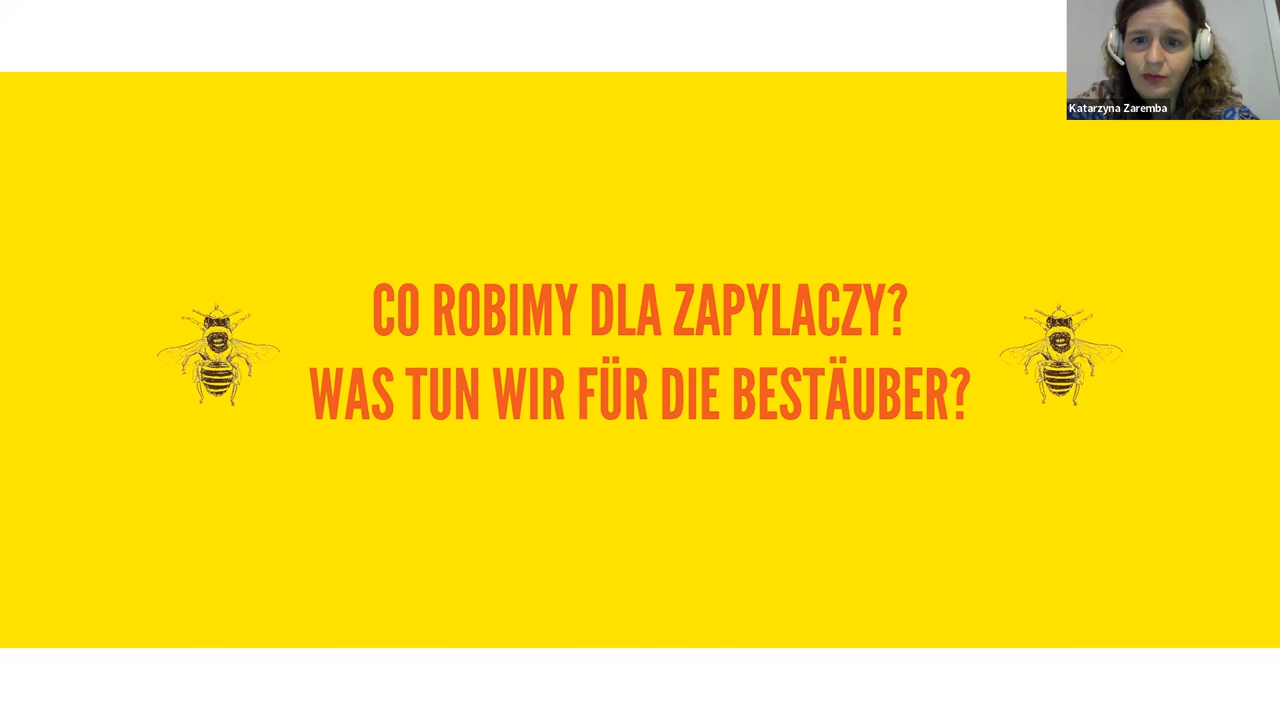 Katarzyna Zaremba
CO ROBIMY DLA ZAPYLACZY?
WAS TUN WIR FÜR DIE BESTÄUBER?